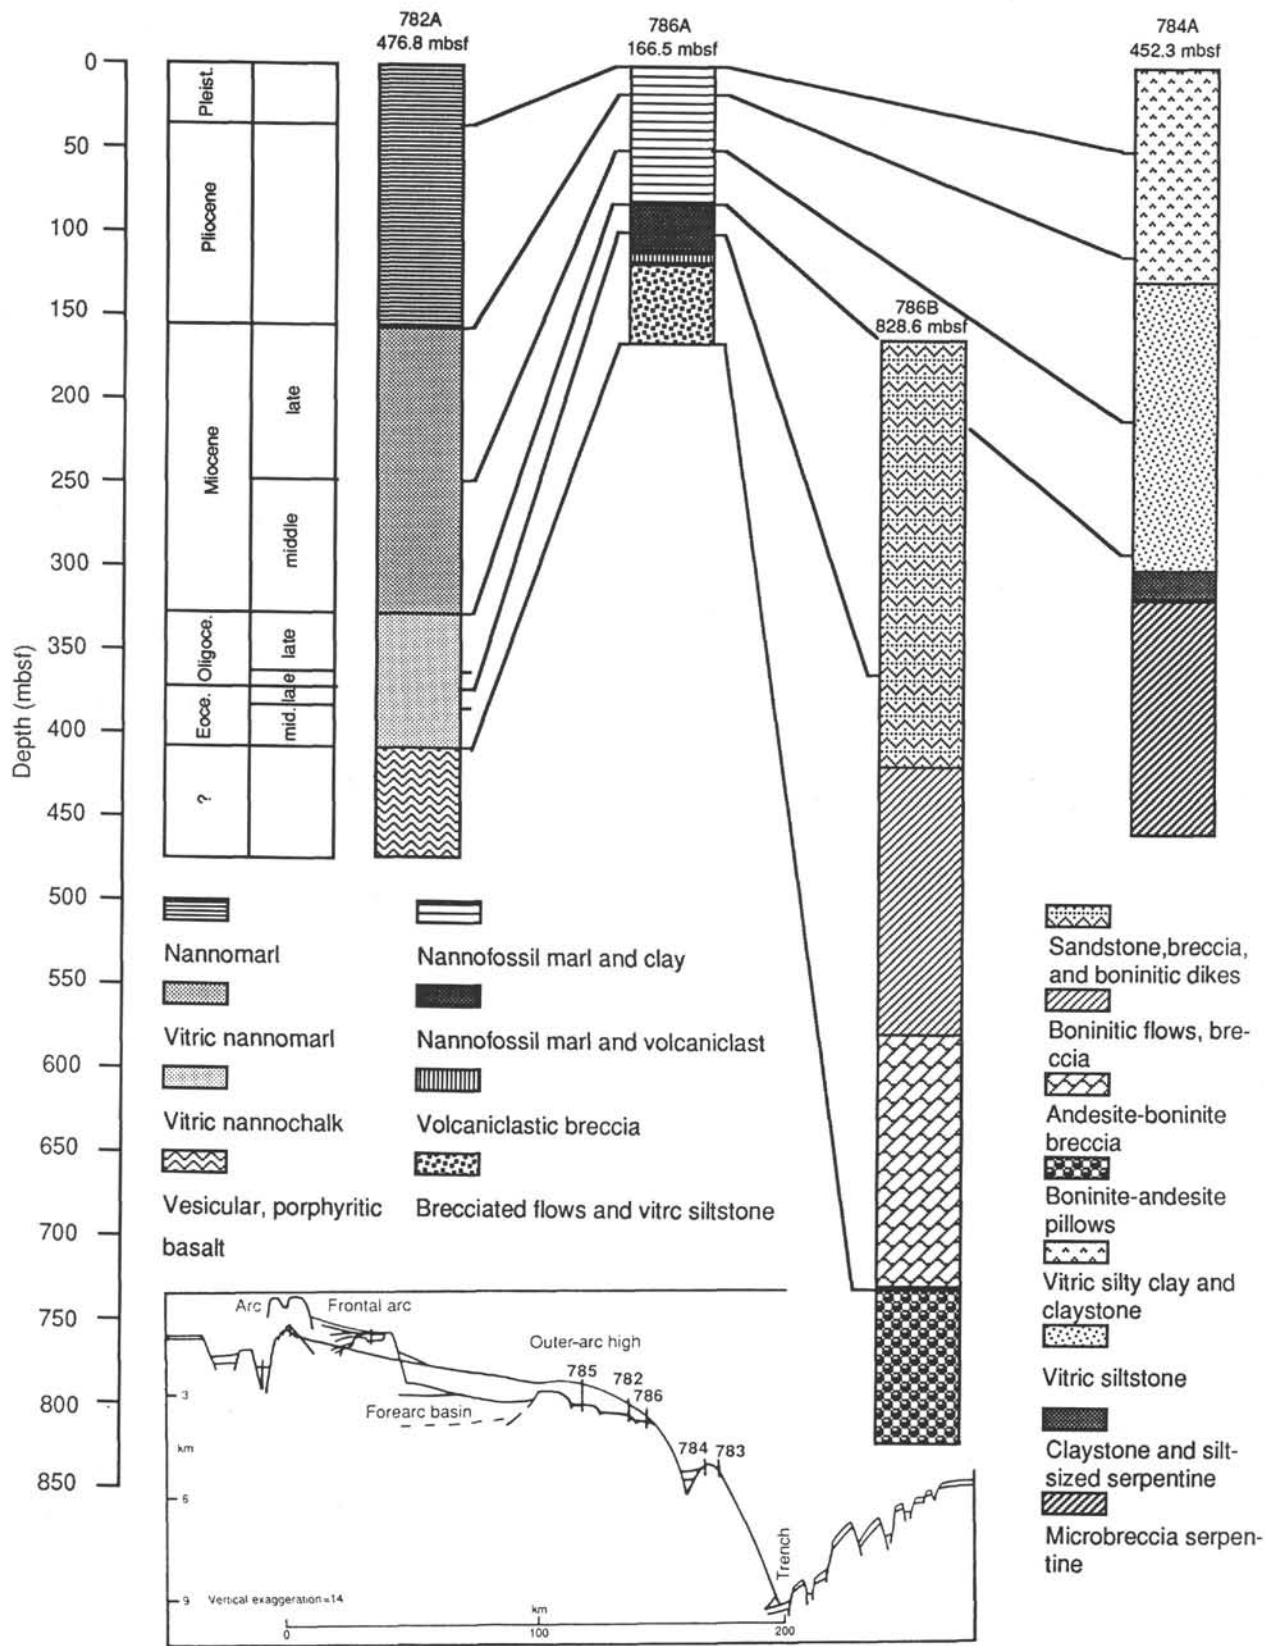 782A
476.8 mbsf
786A
166.5 mbsf
784A
452.3 mbsf
786B
828.6 mbsf
Depth (mbsf)
0
50
100
150
200
250
300
350
400
450
500
550
600
650
700
750
800
850
Pleist.
Pliocene
Miocene
late
middle
Oligoce.
late
late
Eoce.
mid.
?
Nannomarl
Vitric nannomarl
Vitric nannochalk
Vesicular, porphyritic
basalt
Nannofossil marl and clay
Nannofossil marl and volcaniclast
Volcaniclastic breccia
Brecciated flows and vitrc siltstone
Sandstone,breccia,
and boninitic dikes
Boninitic flows, bre-
ccia
Andesite-boninite
breccia
Boninite-andesite
pillows
Vitric silty clay and
claystone
Vitric siltstone
Claystone and silt-
sized serpentine
Microbreccia serpen-
tine
Arc
Frontal arc
Outer-arc high
785
782
786
Forearc basin
784
783
Trench
3
km
6
9
Vertical exaggeration=14
km
0
100
200